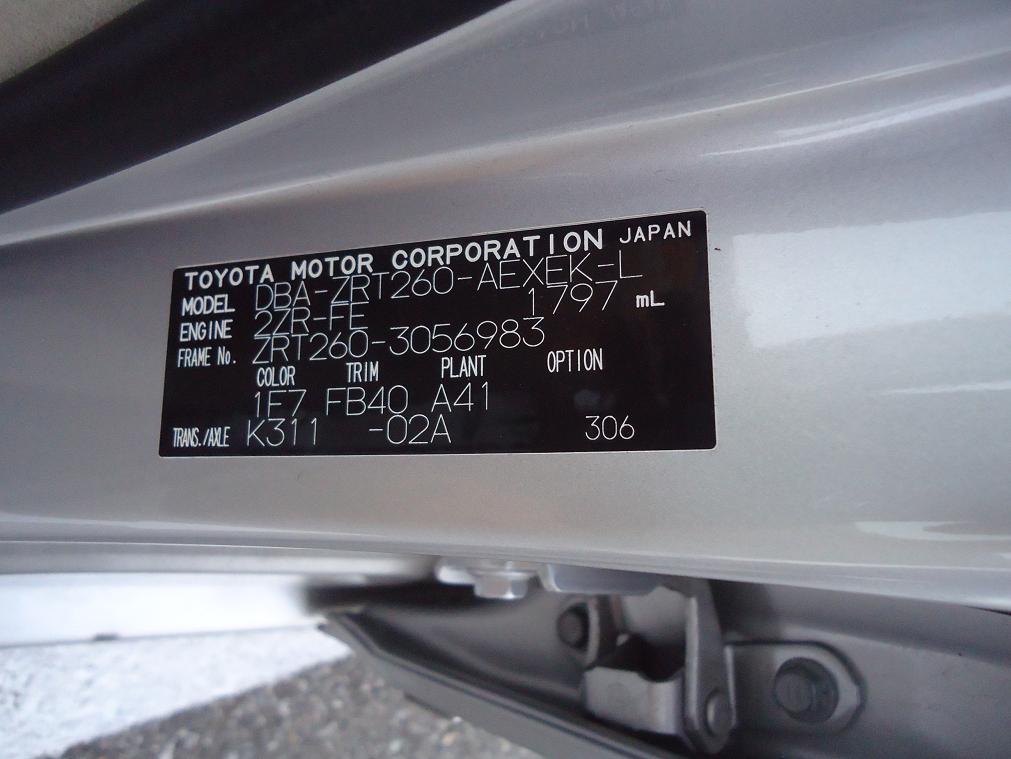 TOYOTA MOTOR CORPORATION JAPAN
MODEL DBA-ZRT260-AEXEK-L
ENGINE 2ZR-FE 1797 mL
FRAME No. ZRT260-3056983
COLOR TRIM PLANT OPTION
1F7 FB40 A41
TRANS./AXLE K311 -02A 306